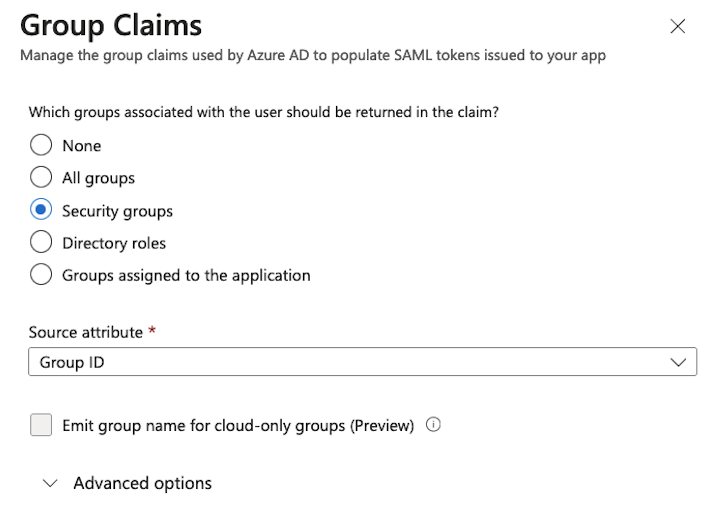 Group Claims
Manage the group claims used by Azure AD to populate SAML tokens issued to your app
Which groups associated with the user should be returned in the claim?
None
All groups
Security groups
Directory roles
Groups assigned to the application
Source attribute *
Group ID
Emit group name for cloud-only groups (Preview)
Advanced options